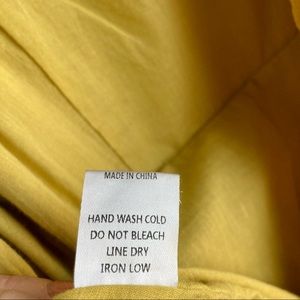 MADE IN CHINA
HAND WASH COLD
DO NOT BLEACH
LINE DRY
IRON LOW